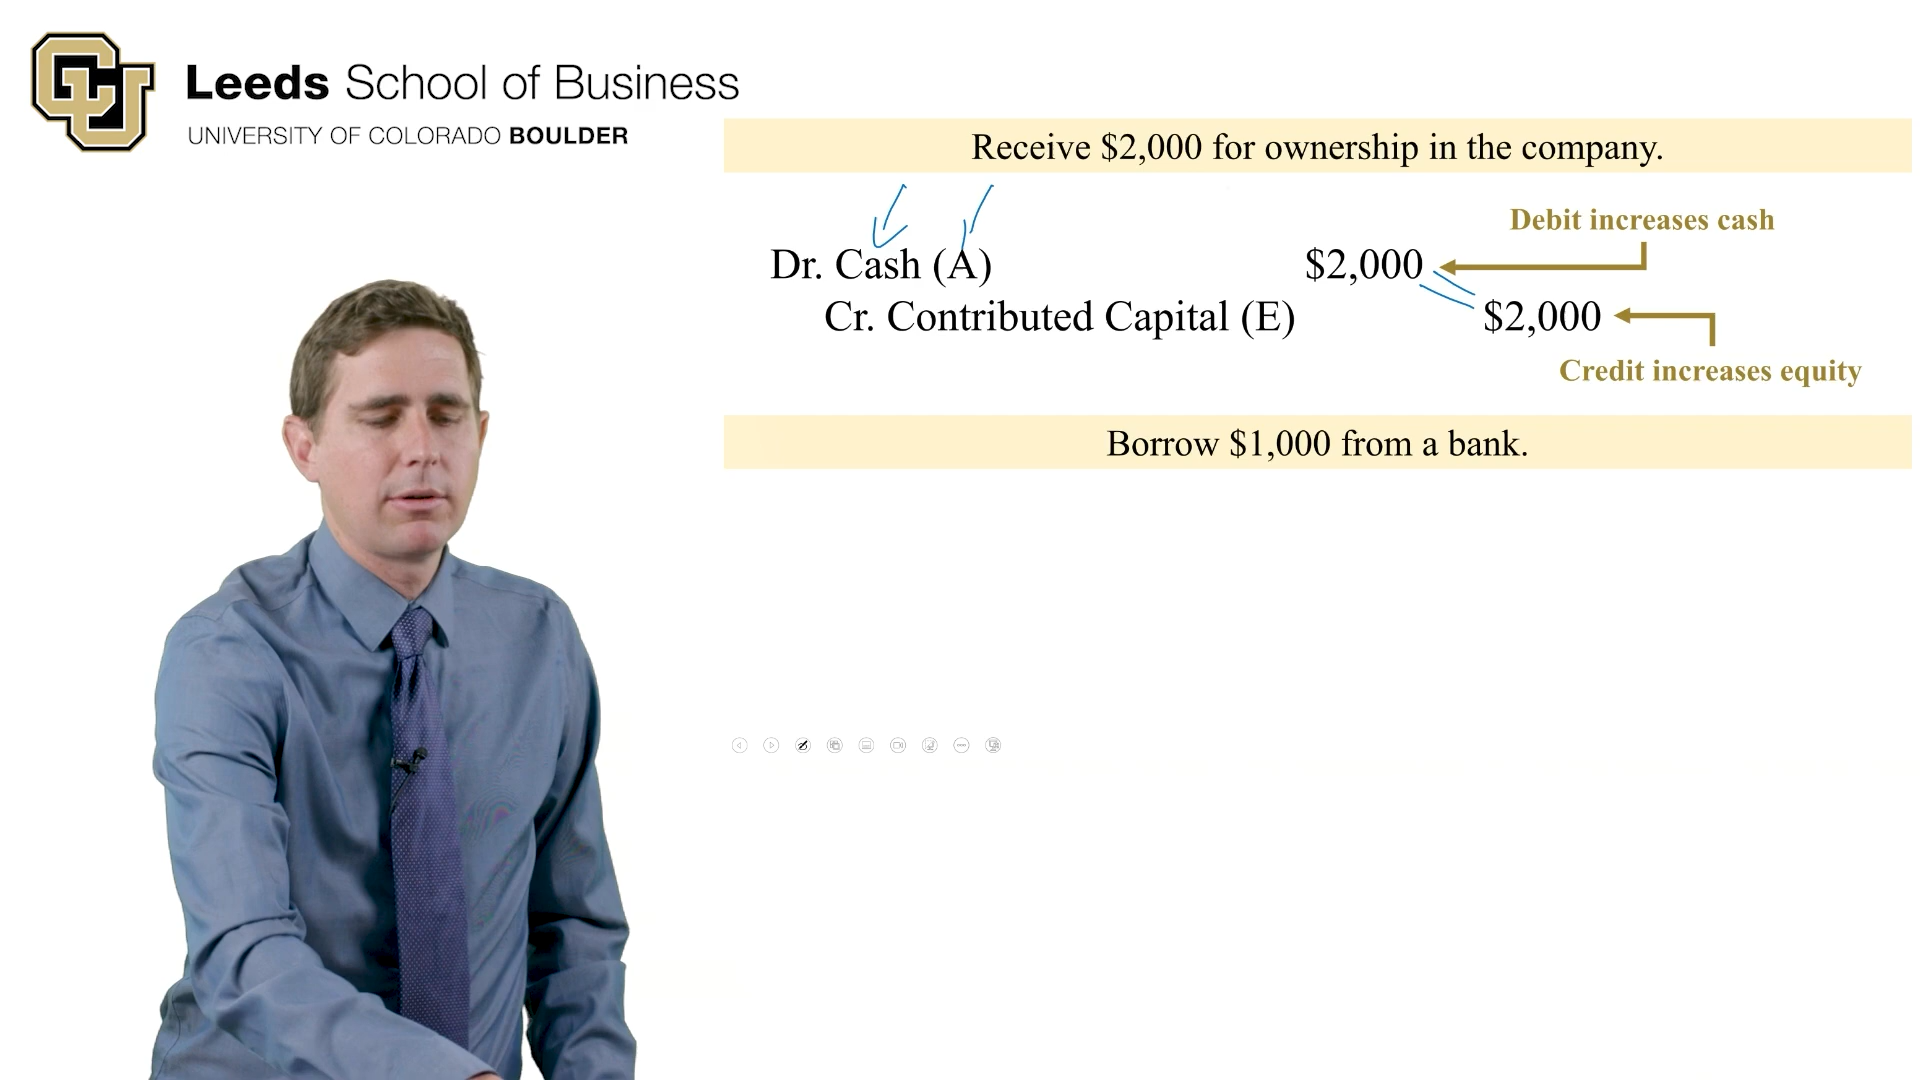 CU
Leeds School of Business
UNIVERSITY OF COLORADO BOULDER
Receive $2,000 for ownership in the company.
Debit increases cash
Dr. Cash (A) $2,000
Cr. Contributed Capital (E) $2,000
Credit increases equity
Borrow $1,000 from a bank.